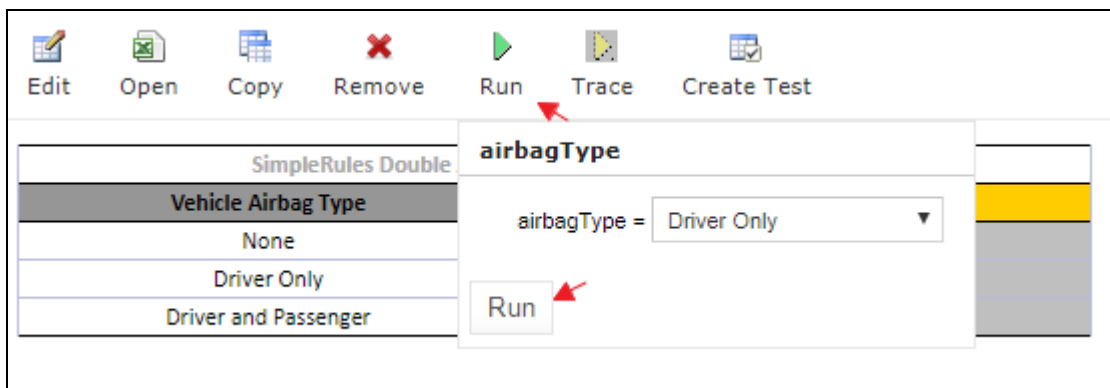 Edit Open Copy Remove Run Trace Create Test
SimpleRules Double
airbagType
Vehicle Airbag Type
airbagType = Driver Only
None
Driver Only
Driver and Passenger
Run